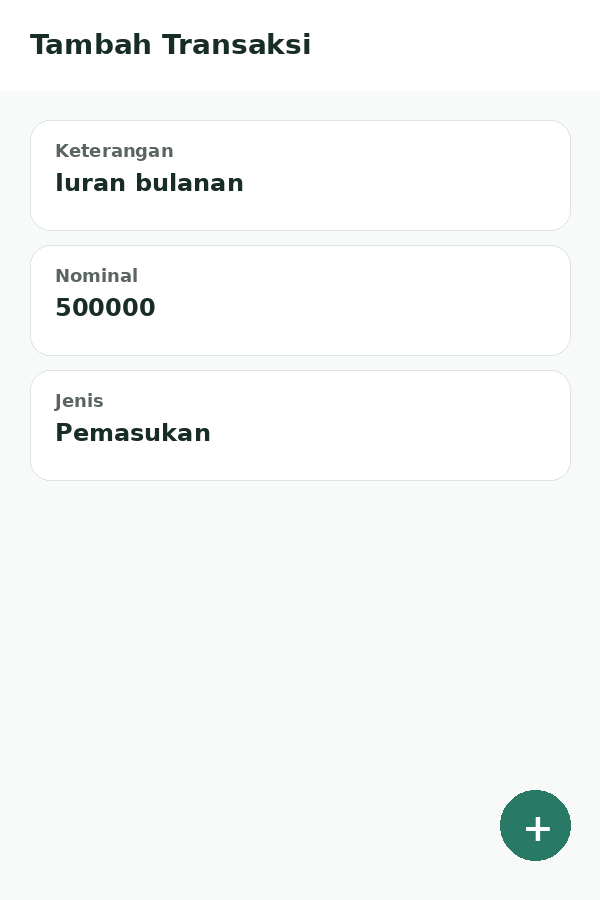 Tambah Transaksi
Keterangan
Iuran bulanan
Nominal
500000
Jenis
Pemasukan
+